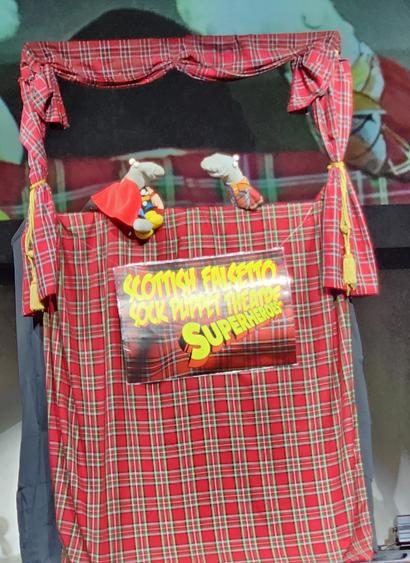 SCOTTISH FALSETTO
SOCK PUPPET THEATRE
SUPERHEROS